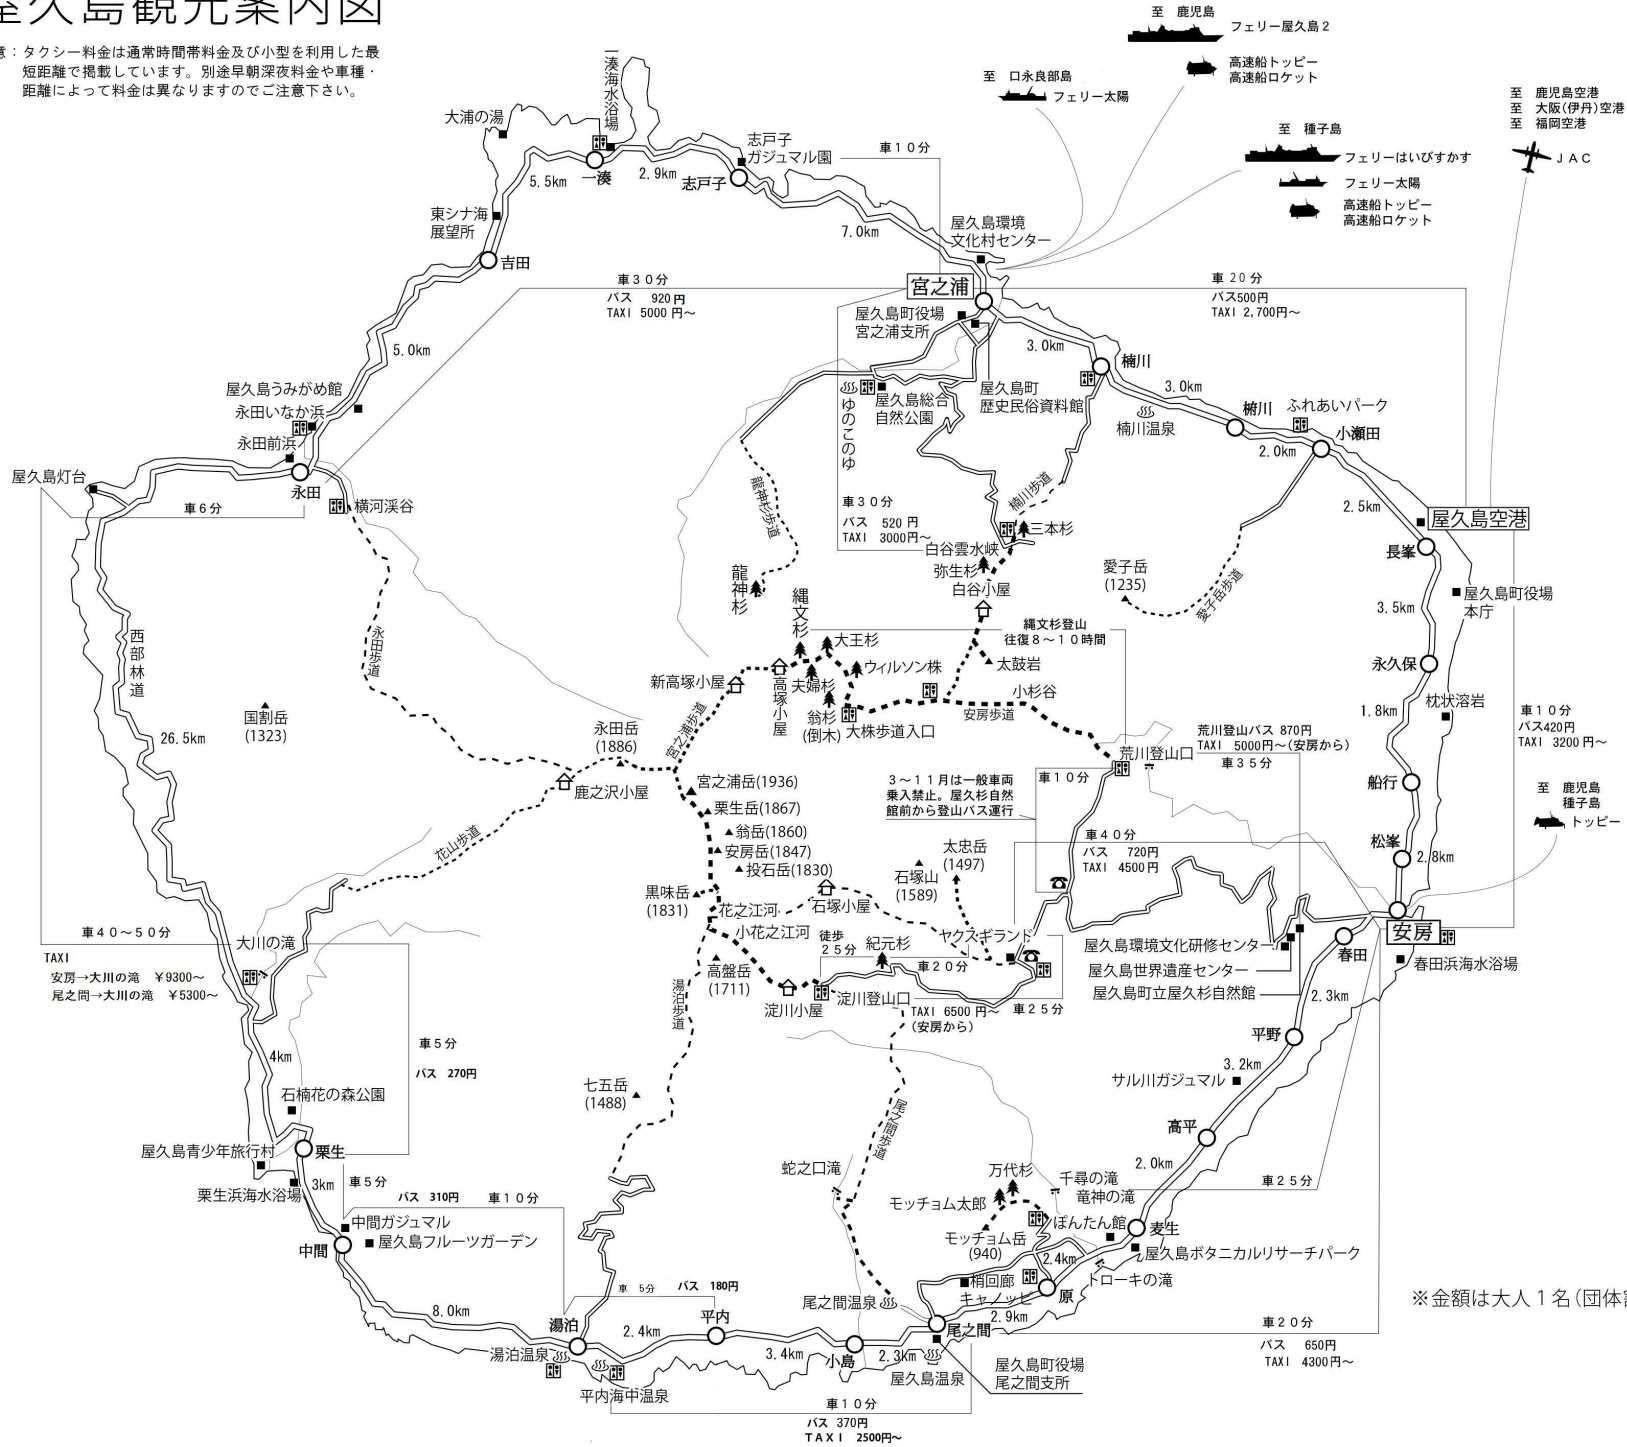 屋久島観光案内図
意：タクシー料金は通常時間帯料金及び小型を利用した最
短距離で掲載しています。別途早朝深夜料金や車種・
距離によって料金は異なりますのでご注意下さい。
至　鹿児島
フェリー屋久島２
高速船トッピー
高速船ロケット
至　口永良部島
フェリー太陽
至　種子島
フェリーはいびすかす
フェリー太陽
高速船トッピー
高速船ロケット
至　鹿児島空港
至　大阪(伊丹)空港
至　福岡空港
ＪＡＣ
一湊海水浴場
大浦の湯
5.5km
一湊
2.9km
志戸子
ガジュマル園
志戸子
車１０分
7.0km
東シナ海
展望所
吉田
屋久島環境
文化村センター
宮之浦
車３０分
バス　920円
TAXI 5000円～
車 20分
バス500円
TAXI 2,700円～
屋久島町役場
宮之浦支所
3.0km
楠川
5.0km
屋久島うみがめ館
永田いなか浜
永田前浜
永田
屋久島灯台
車６分
横河渓谷
ゆのこのゆ
屋久島総合
自然公園
屋久島町
歴史民俗資料館
3.0km
楠川温泉
椨川
ふれあいパーク
小瀬田
2.0km
2.5km
屋久島空港
長峯
龍神杉歩道
車３０分
バス　520円
TAXI 3000円～
楠川歩道
三本杉
白谷雲水峡
弥生杉
白谷小屋
愛子岳
(1235)
愛子岳歩道
3.5km
屋久島町役場
本庁
龍神杉
縄文杉
大王杉
ウィルソン株
夫婦杉
翁杉
(倒木)
大株歩道入口
縄文杉登山
往復８～１０時間
太鼓岩
小杉谷
安房歩道
永久保
枕状溶岩
1.8km
車１０分
バス420円
TAXI 3200円～
西部林道
永田歩道
国割岳
(1323)
26.5km
新高塚小屋
高塚小屋
宮之浦歩道
永田岳
(1886)
鹿之沢小屋
花山歩道
宮之浦岳(1936)
栗生岳(1867)
翁岳(1860)
安房岳(1847)
投石岳(1830)
黒味岳
(1831)
花之江河
小花之江河
石塚小屋
石塚山
(1589)
太忠岳
(1497)
荒川登山口
荒川登山バス 870円
TAXI 5000円～(安房から)
車３５分
車１０分
３～１１月は一般車両
乗入禁止。屋久杉自然
館前から登山バス運行
車４０分
バス　720円
TAXI 4500円
船行
至　鹿児島
種子島
トッピー
松峯
2.8km
安房
車４０～５０分
TAXI
安房→大川の滝　￥9300～
尾之間→大川の滝　￥5300～
大川の滝
高盤岳
(1711)
湯泊歩道
徒歩
２５分
紀元杉
ヤクスギランド
車２０分
淀川小屋
淀川登山口
TAXI 6500円～
(安房から)
車２５分
屋久島環境文化研修センター
屋久島世界遺産センター
屋久島町立屋久杉自然館
春田
春田浜海水浴場
2.3km
平野
4km
車５分
バス　270円
石楠花の森公園
七五岳
(1488)
尾之間歩道
3.2km
サル川ガジュマル
高平
屋久島青少年旅行村
栗生
栗生浜海水浴場
3km
車５分
バス　310円
車１０分
中間ガジュマル
屋久島フルーツガーデン
中間
蛇之口滝
万代杉
モッチョム太郎
モッチョム岳
(940)
千尋の滝
竜神の滝
ぽんたん館
2.0km
車２５分
麦生
屋久島ボタニカルリサーチパーク
トローキの滝
2.4km
原
梢回廊
キャノッピ
2.9km
8.0km
湯泊
湯泊温泉
車　5分
バス　180円
平内
2.4km
平内海中温泉
3.4km
小島
2.3km
尾之間温泉
尾之間
屋久島温泉
屋久島町役場
尾之間支所
車２０分
バス　650円
TAXI　4300円～
車１０分
バス 370円
TAXI　2500円～
※金額は大人１名(団体割